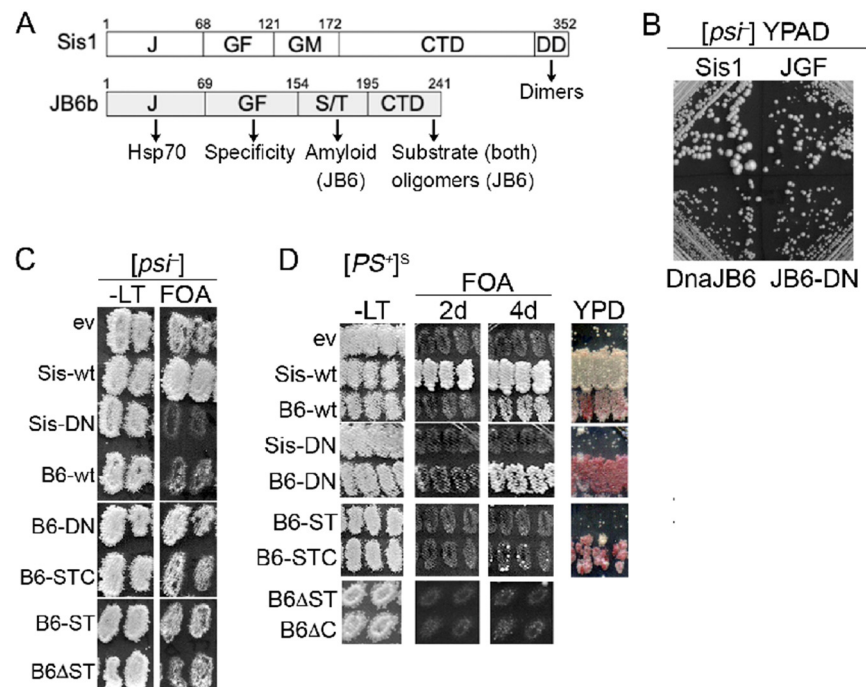 A
1 68 121 172 352
Sis1 J GF GM CTD DD
Dimers
1 69 154 195 241
JB6b J GF S/T CTD
Hsp70 Specificity Amyloid (JB6) Substrate (both) oligomers (JB6)
B
[psi-] YPAD
Sis1 JGF
DnaJB6 JB6-DN
C
[psi-]
-LT FOA
ev
Sis-wt
Sis-DN
B6-wt
B6-DN
B6-STC
B6-ST
B6ΔST
D
[PS+]S
FOA
-LT 2d 4d YPD
ev
Sis-wt
B6-wt
Sis-DN
B6-DN
B6-ST
B6-STC
B6ΔST
B6ΔC